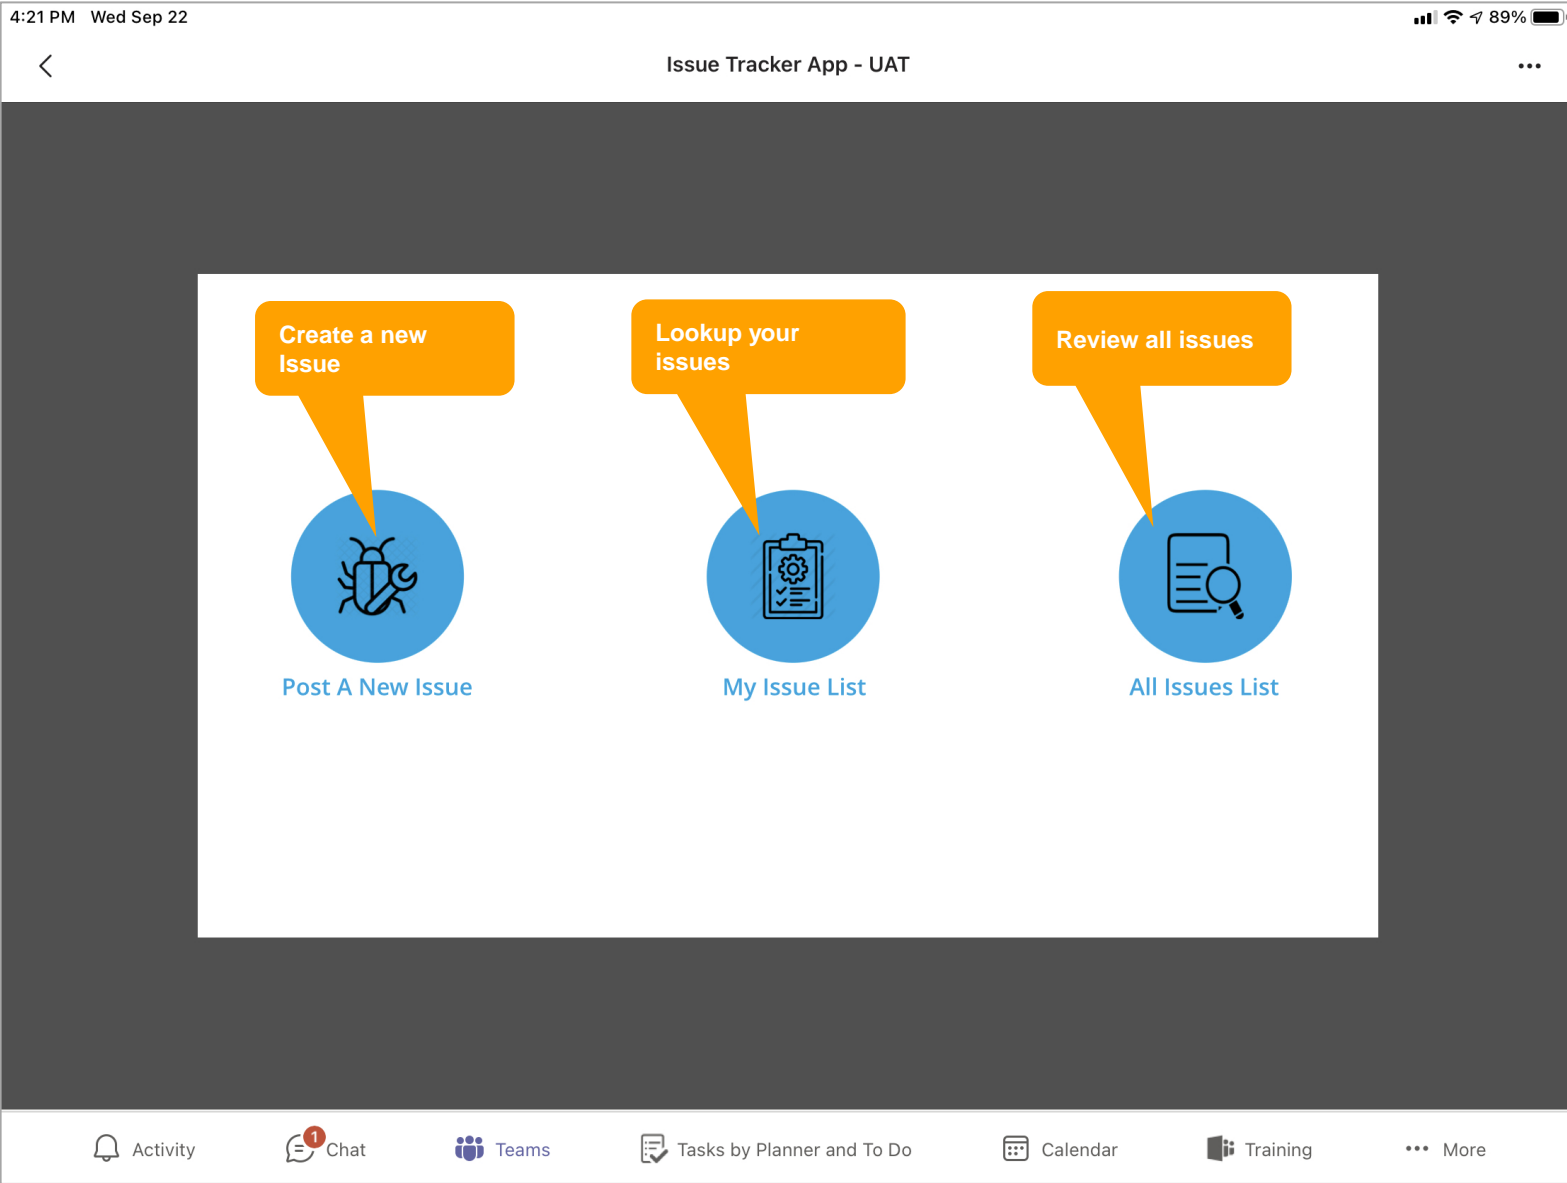 4:21 PM Wed Sep 22
89%
Issue Tracker App - UAT
Create a new
Issue
Lookup your
issues
Review all issues
Post A New Issue
My Issue List
All Issues List
Activity
1
Chat
Teams
Tasks by Planner and To Do
Calendar
Training
More